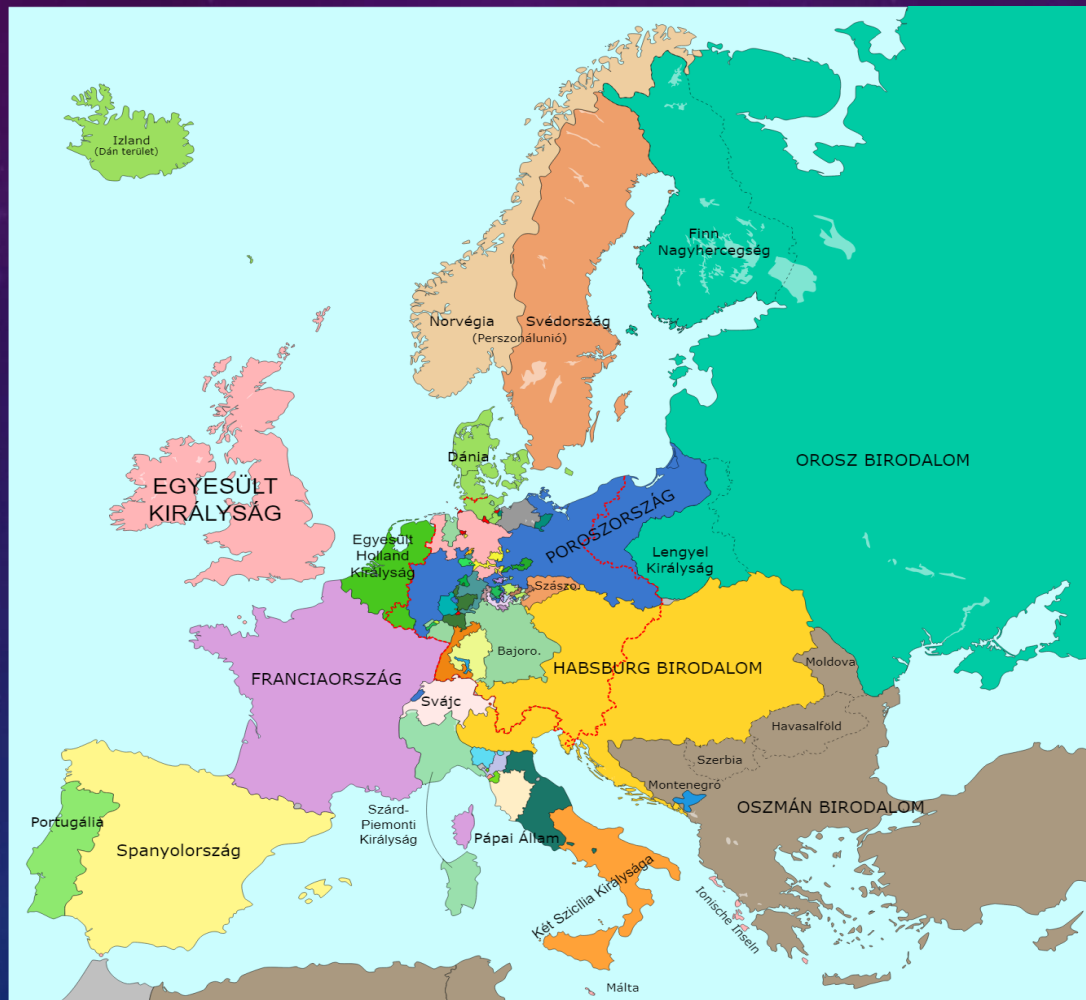 Izland
(Dán terület)
Finn
Nagyhercegség
Norvégia
Svédország
(Perszonálunió)
Dánia
OROSZ BIRODALOM
EGYESÜLT
KIRÁLYSÁG
POROSZORSZÁG
Egyesült
Holland
Királyság
Lengyel
Királyság
Szászo.
Bajoro.
HABSBURG BIRODALOM
Moldova
FRANCIAORSZÁG
Svájc
Havasalföld
Szerbia
Montenegró
OSZMÁN BIRODALOM
Szárd-
Piemonti
Királyság
Portugália
Pápai Állam
Spanyolország
Két Szicília Királysága
Ionische Inseln
Málta